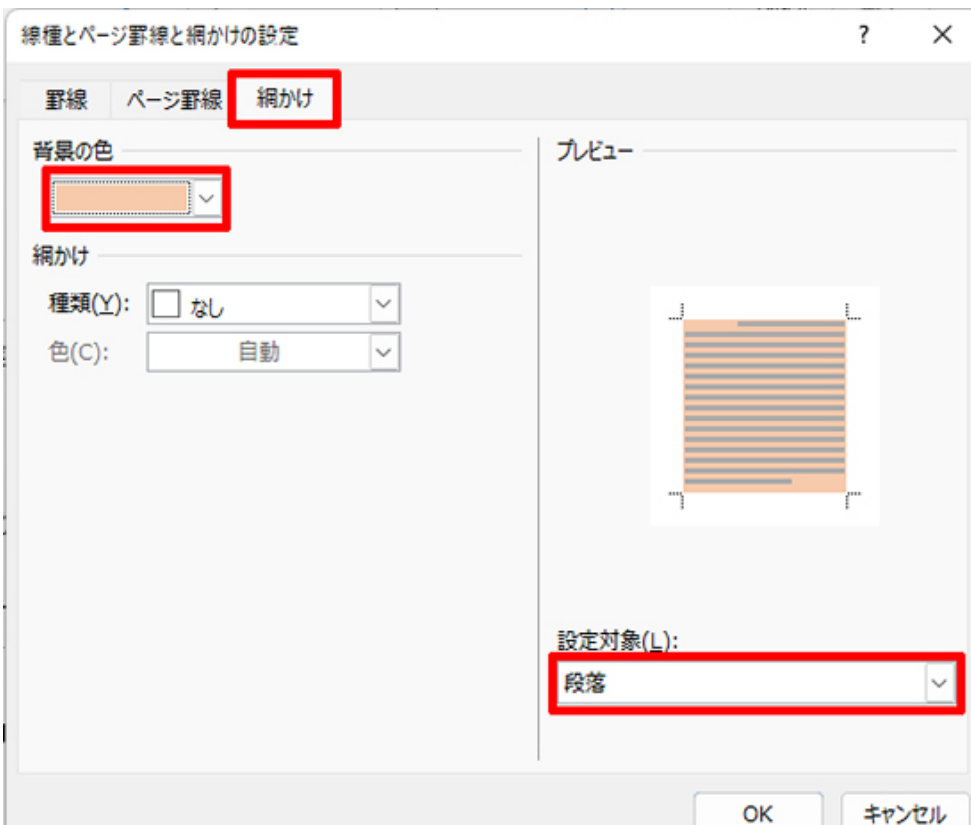 線種とページ罫線と網かけの設定 ? ×
罫線 ページ罫線 網かけ
背景の色
網かけ
種類(Y): なし
色(C): 自動
プレビュー
設定対象(L):
段落
OK キャンセル